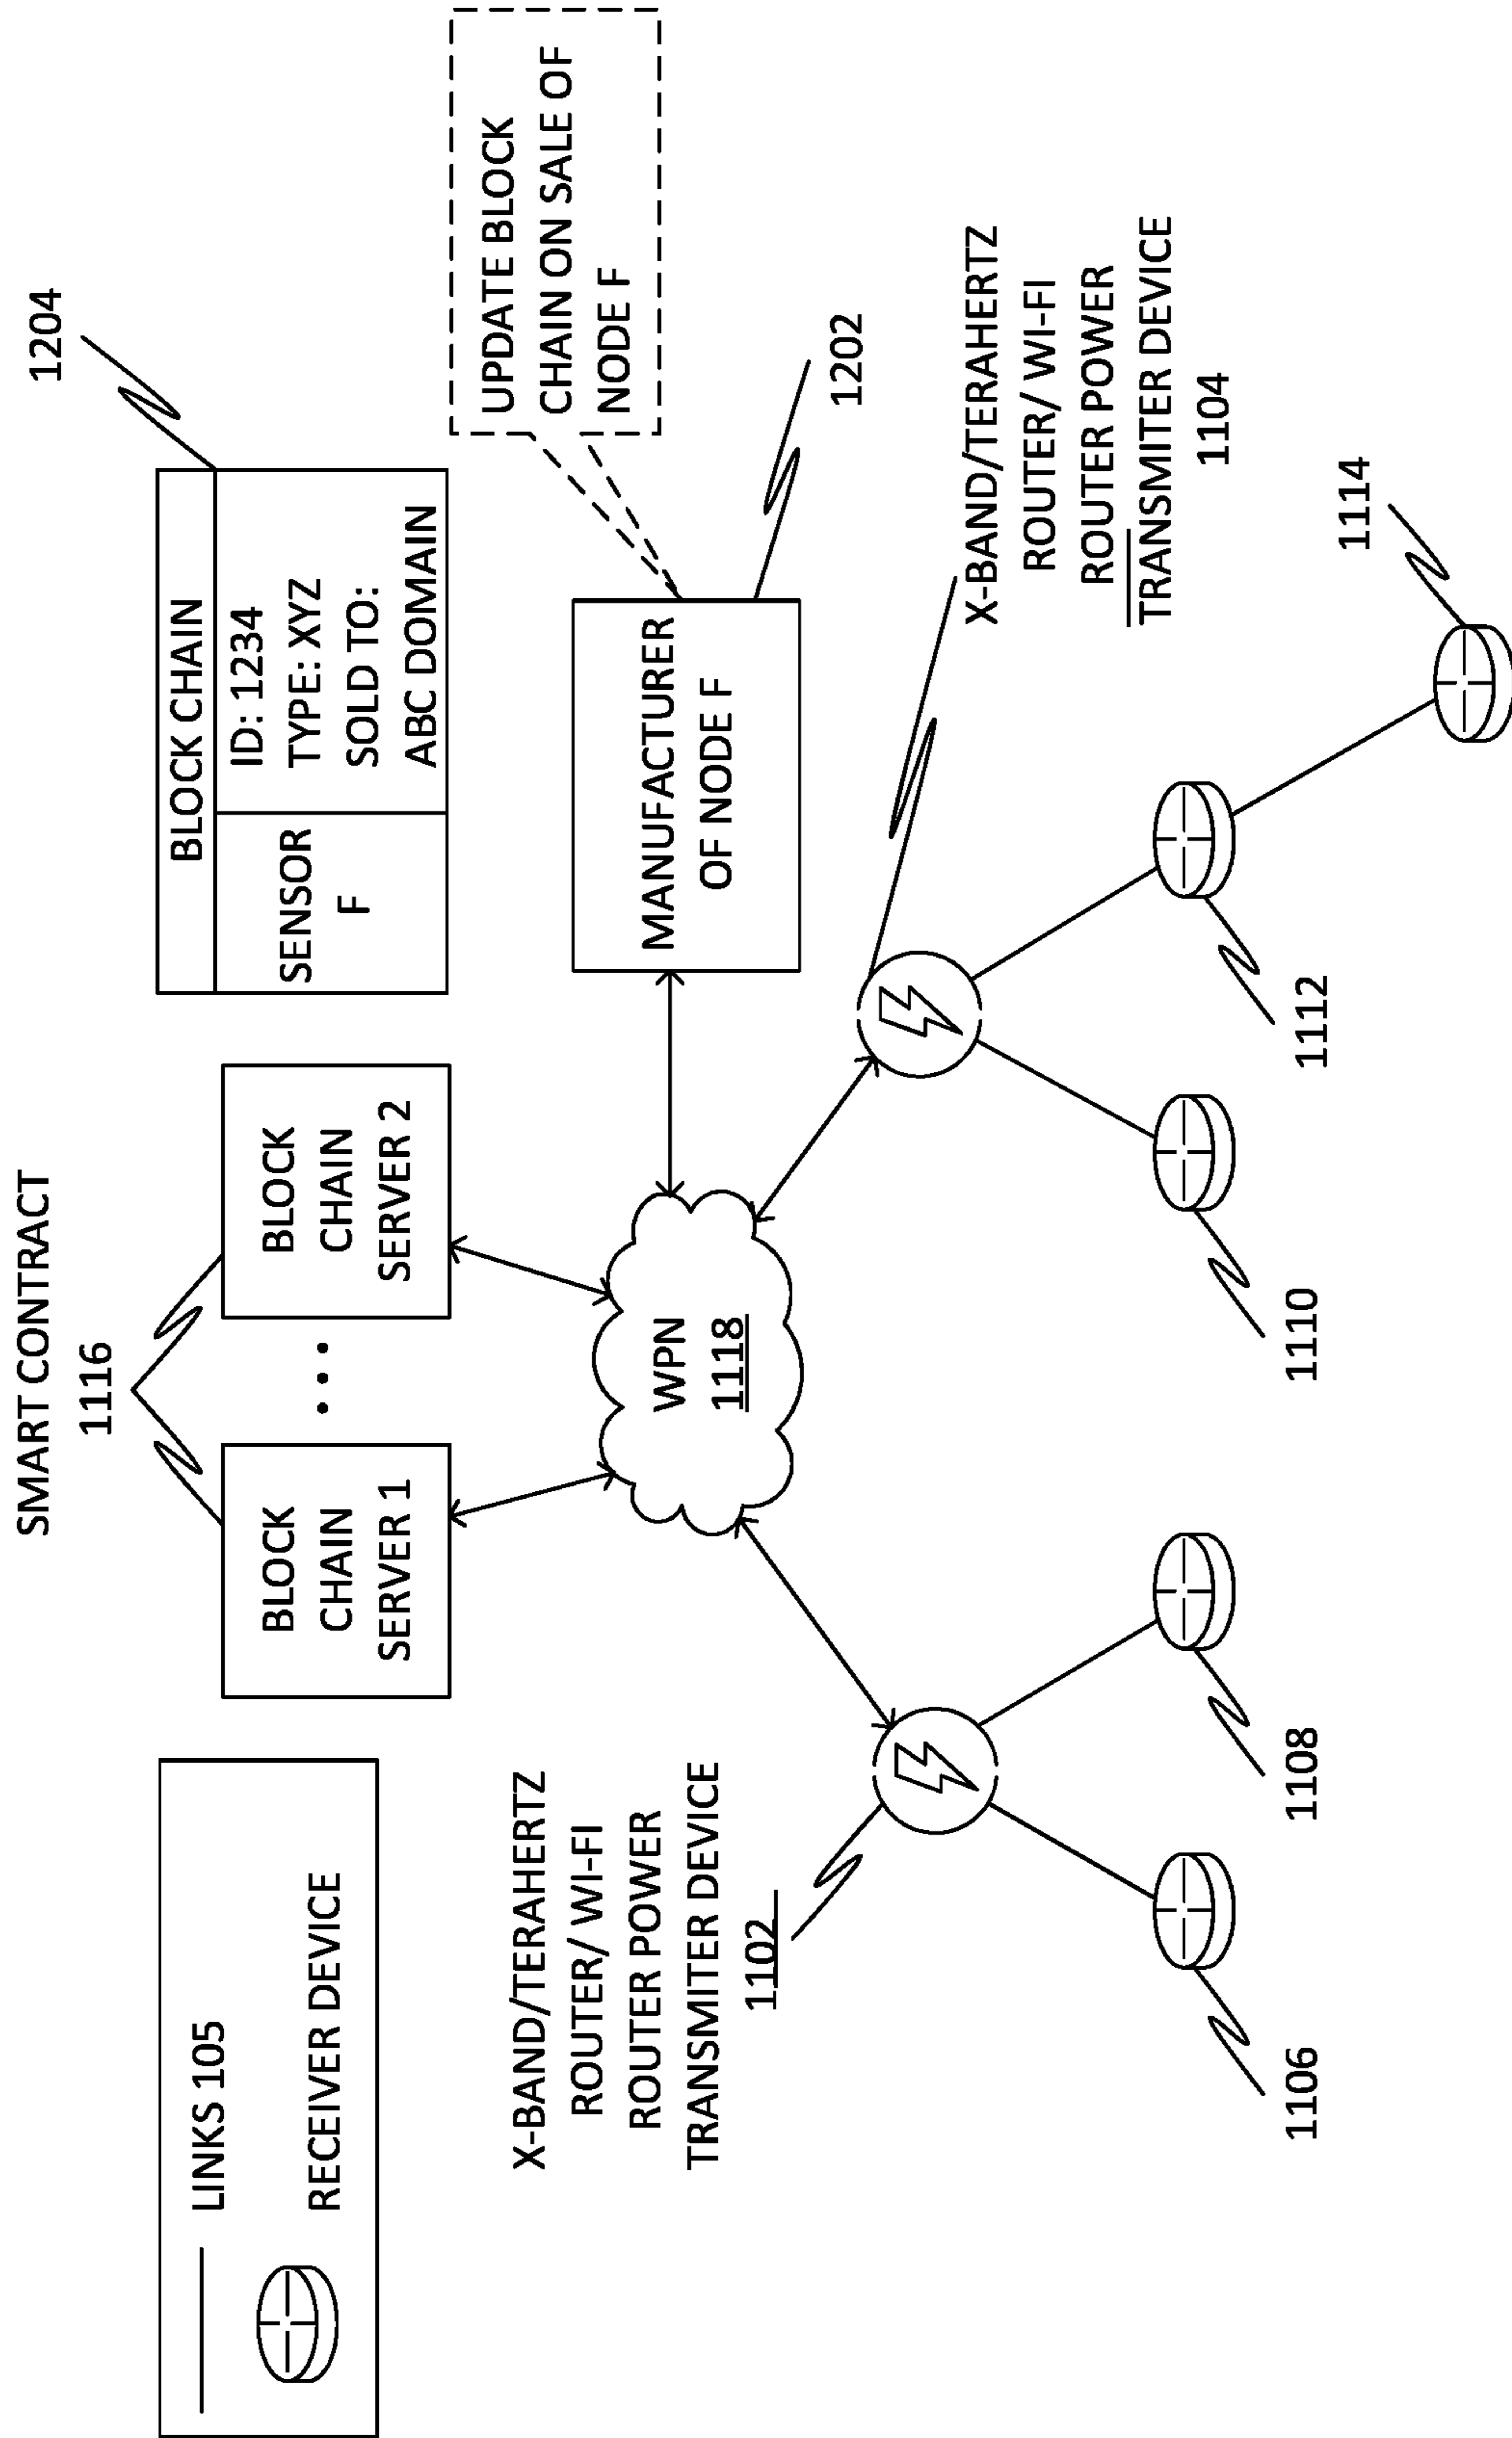 SMART CONTRACT
1116
1204
LINKS 105
RECEIVER DEVICE
BLOCK
CHAIN
SERVER 1
BLOCK
CHAIN
SERVER 2
BLOCK CHAIN
SENSOR
F
ID: 1234
TYPE: XYZ
SOLD TO:
ABC DOMAIN
UPDATE BLOCK
CHAIN ON SALE OF
NODE F
X-BAND/TERAHERTZ
ROUTER/ WI-FI
ROUTER POWER
TRANSMITER DEVICE
1102
WPN
1118
MANUFACTURER
OF NODE F
1202
X-BAND/TERAHERTZ
ROUTER/ WI-FI
ROUTER POWER
TRANSMITER DEVICE
1104
1106
1108
1110
1112
1114